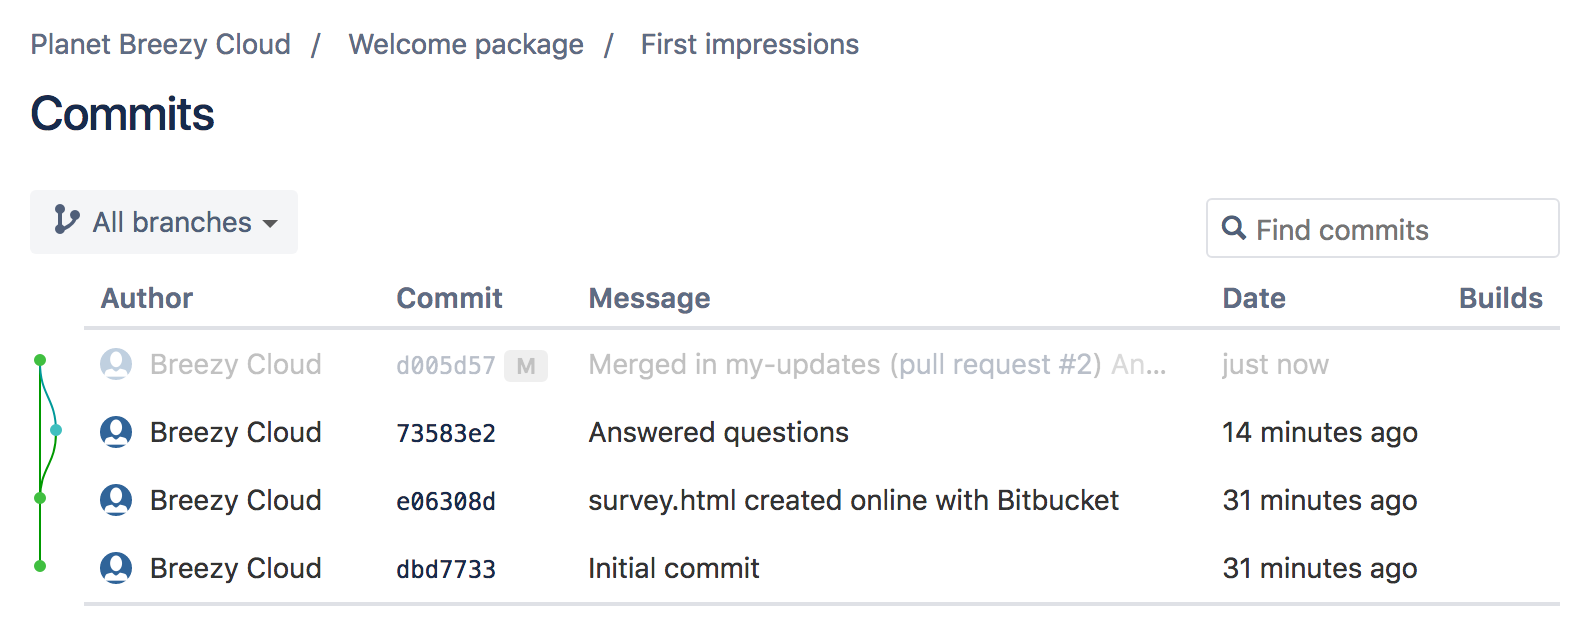 Planet Breezy Cloud / Welcome package / First impressions
Commits
All branches
Find commits
Author Commit Message Date Builds
Breezy Cloud d005d57 M Merged in my-updates (pull request #2) An... just now
Breezy Cloud 73583e2 Answered questions 14 minutes ago
Breezy Cloud e06308d survey.html created online with Bitbucket 31 minutes ago
Breezy Cloud dbd7733 Initial commit 31 minutes ago